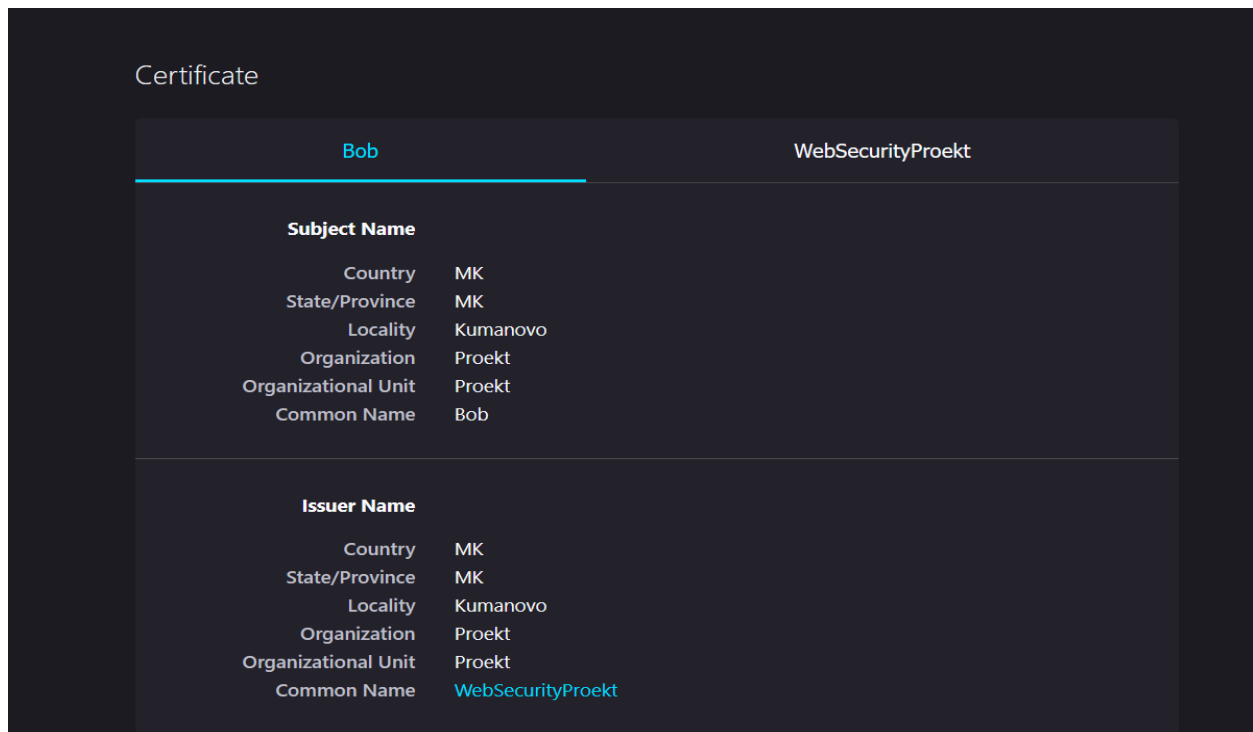 Certificate
Bob WebSecurityProekt
Subject Name
Country MK
State/Province MK
Locality Kumanovo
Organization Proekt
Organizational Unit Proekt
Common Name Bob
Issuer Name
Country MK
State/Province MK
Locality Kumanovo
Organization Proekt
Organizational Unit Proekt
Common Name WebSecurityProekt